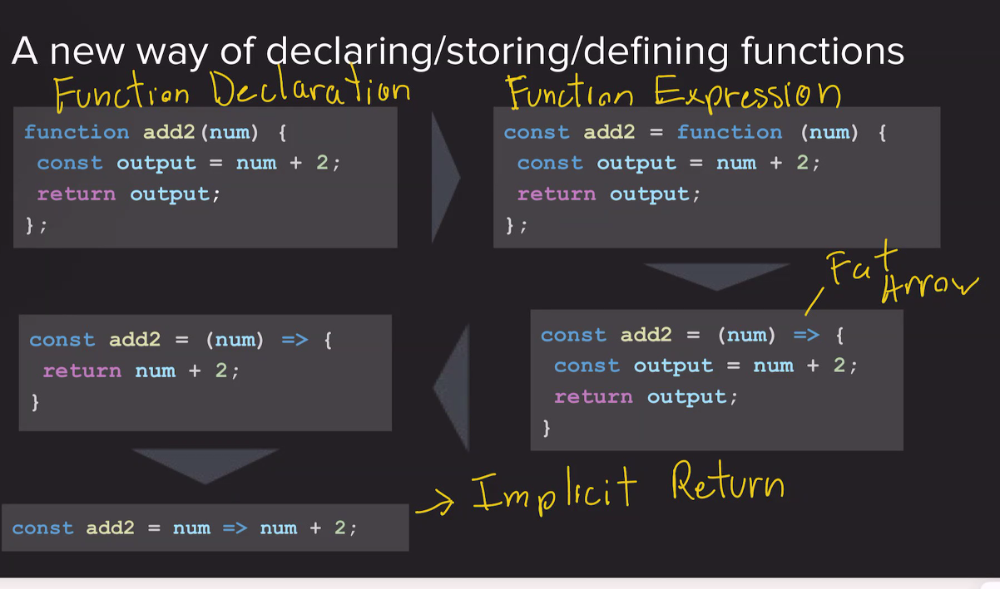 A new way of declaring/storing/defining functions
Function Declaration
function add2(num) {
const output = num + 2;
return output;
};
Function Expression
const add2 = function (num) {
const output = num + 2;
return output;
};
Fat Arrow
const add2 = (num) => {
const output = num + 2;
return output;
}
const add2 = (num) => {
return num + 2;
}
const add2 = num => num + 2;
→ Implicit Return